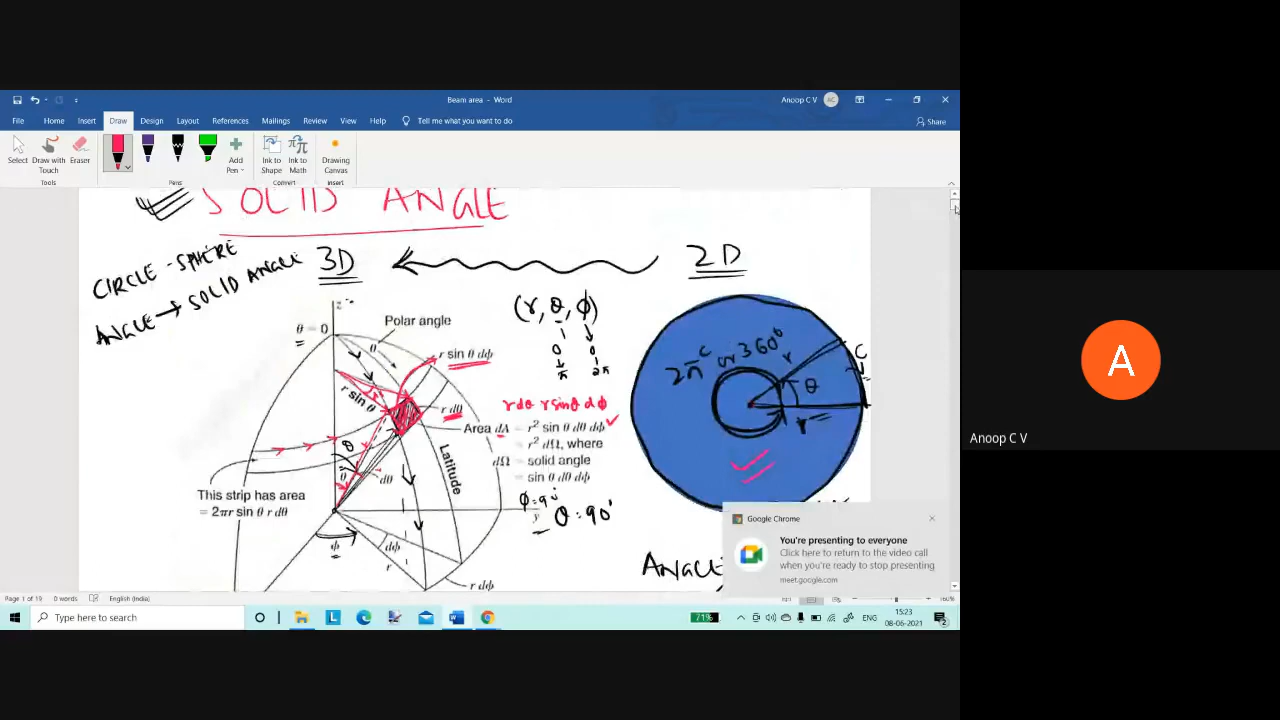 Beam area - Word
Anoop C V
AC
File Home Insert Draw Design Layout References Mailings Review View Help Tell me what you want to do
Share
Select
Draw with Touch
Eraser
Add Pen
Ink to Shape
Ink to Math
Drawing Canvas
Tools
Pens
Convert
Insert
SOLID ANGLE
CIRCLE - SPHERE
ANGLE → SOLID ANGLE
3D
2D
z
(r, θ, φ)
0 0
π 2π
θ = 0
Polar angle
θ
r sin θ dφ
r sin θ
r dθ
rdθ rsinθ dφ
Area dA = r² sin θ dθ dφ
= r² dΩ, where
dΩ = solid angle
= sin θ dθ dφ
Latitude
θ
θ
dθ
This strip has area
= 2πr sin θ r dθ
y
θ = 90°
φ
dφ
r
r dφ
2πᶜ or 360°
r
θ
r
C
ANGLE
Google Chrome
You're presenting to everyone
Click here to return to the video call
when you're ready to stop presenting
meet.google.com
Page 1 of 19 0 words English (India)
160%
Type here to search
71%
ENG
15:23
08-06-2021
2
A
Anoop C V